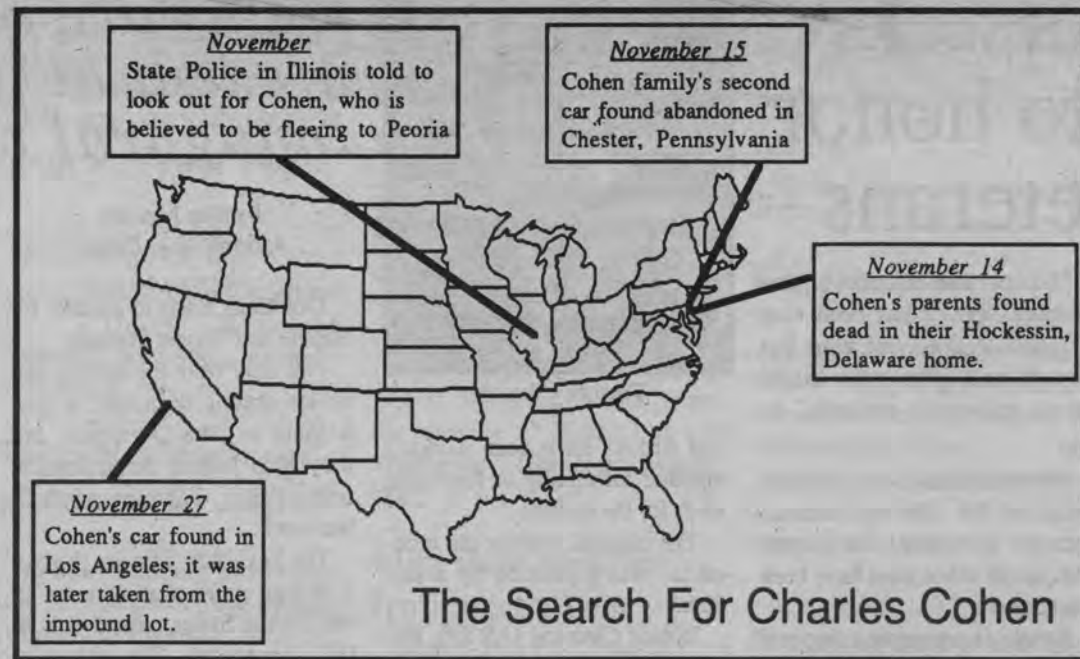 November
State Police in Illinois told to
look out for Cohen, who is
believed to be fleeing to Peoria
November 15
Cohen family's second
car found abandoned in
Chester, Pennsylvania
November 14
Cohen's parents found
dead in their Hockessin,
Delaware home.
November 27
Cohen's car found in
Los Angeles; it was
later taken from the
impound lot.
The Search For Charles Cohen